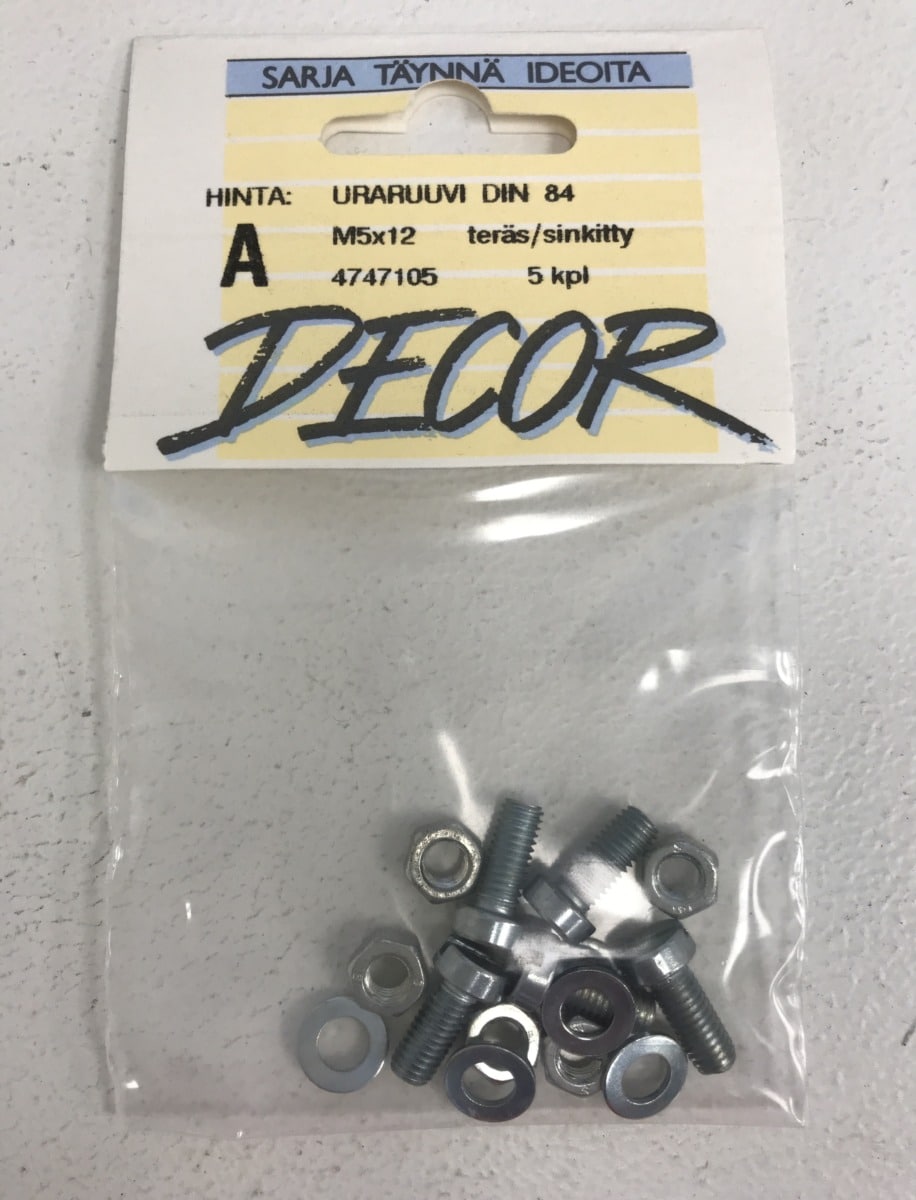 SARJA TÄYNNÄ IDEOITA
HINTA: URARUUVI DIN 84
A M5x12 teräs/sinkitty
4747105 5 kpl
DECOR